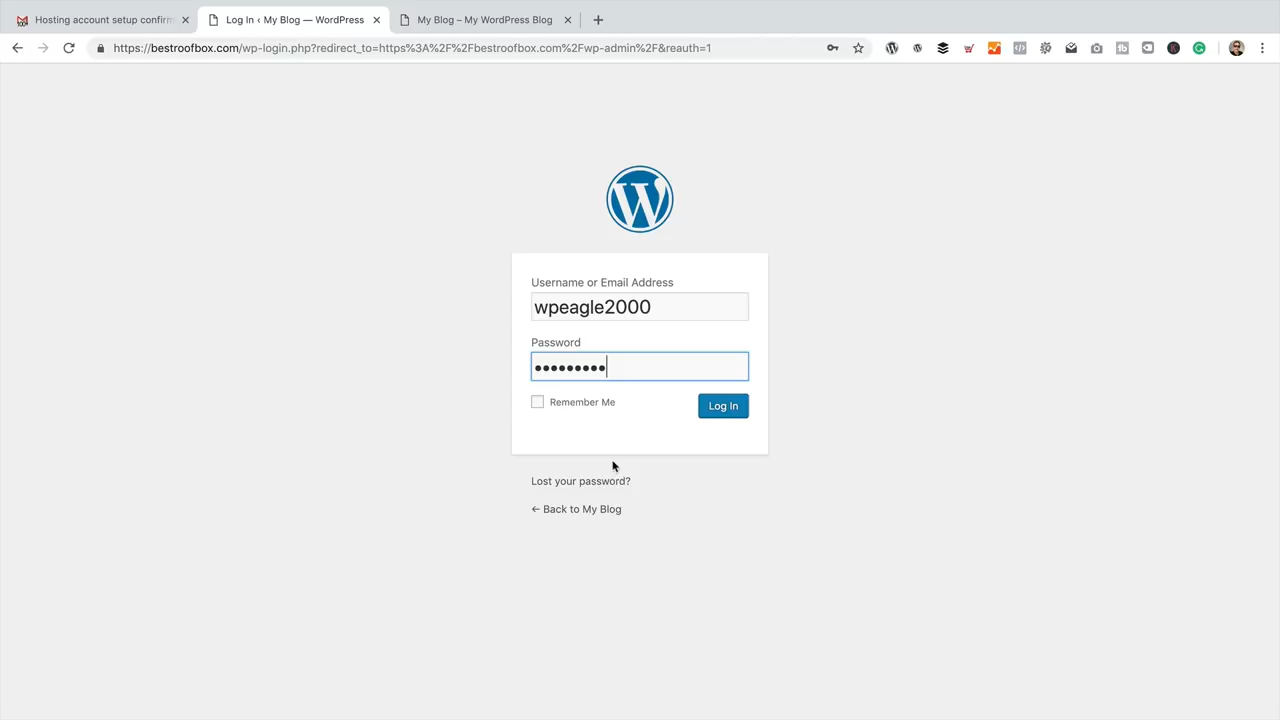 Hosting account setup confirm
Log In ‹ My Blog — WordPress
My Blog – My WordPress Blog
https://bestroofbox.com/wp-login.php?redirect_to=https%3A%2F%2Fbestroofbox.com%2Fwp-admin%2F&reauth=1
Username or Email Address
wpeagle2000
Password
•••••••••
Remember Me
Log In
Lost your password?
← Back to My Blog